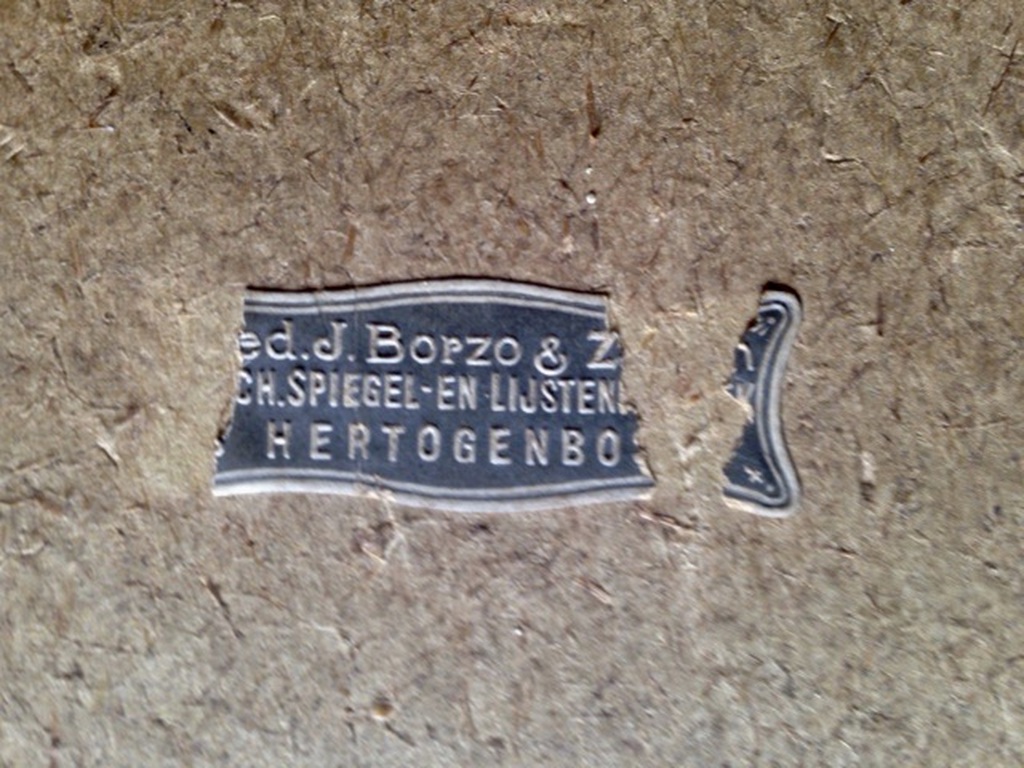 ed. J. Borzo & Z
CH. SPIEGEL-EN LIJSTEN
HERTOGENBO